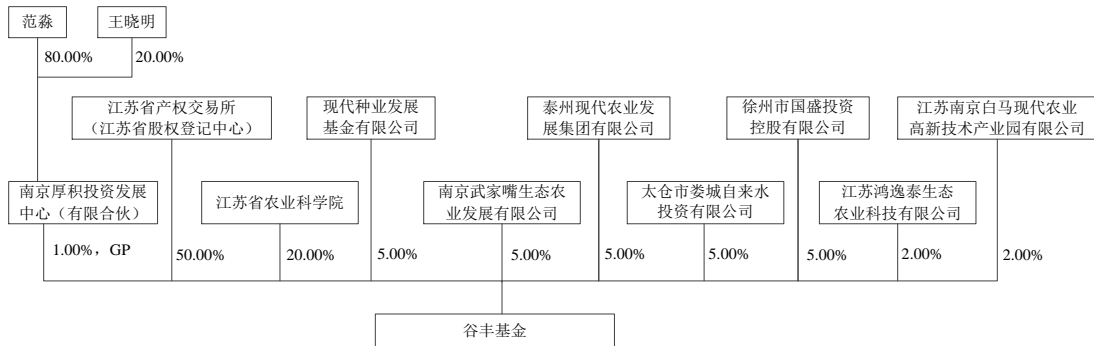 范淼
王晓明
80.00%
20.00%
江苏省产权交易所
（江苏省股权登记中心）
现代种业发展
基金有限公司
泰州现代农业发
展集团有限公司
徐州市国盛投资
控股有限公司
江苏南京白马现代农业
高新技术产业园有限公司
南京厚积投资发展
中心（有限合伙）
江苏省农业科学院
南京武家嘴生态农
业发展有限公司
太仓市娄城自来水
投资有限公司
江苏鸿逸泰生态
农业科技有限公司
1.00%，GP
50.00%
20.00%
5.00%
5.00%
5.00%
5.00%
5.00%
2.00%
2.00%
谷丰基金